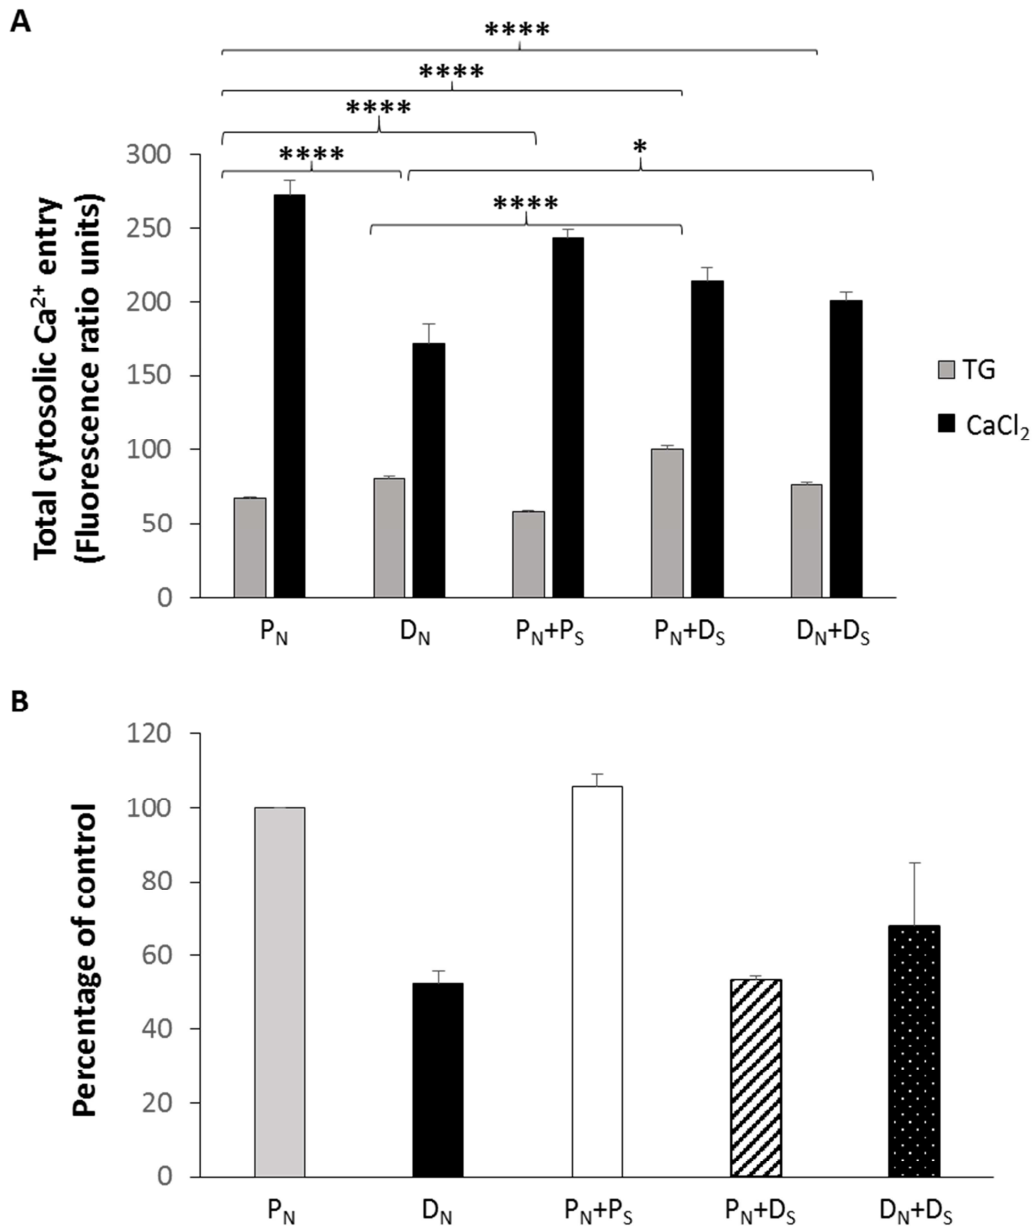 A
****
****
****
****
*
****
Total cytosolic Ca²⁺ entry
(Fluorescence ratio units)
300
250
200
150
100
50
0
TG
CaCl₂
P_N D_N P_N+P_S P_N+D_S D_N+D_S
B
Percentage of control
120
100
80
60
40
20
0
P_N D_N P_N+P_S P_N+D_S D_N+D_S